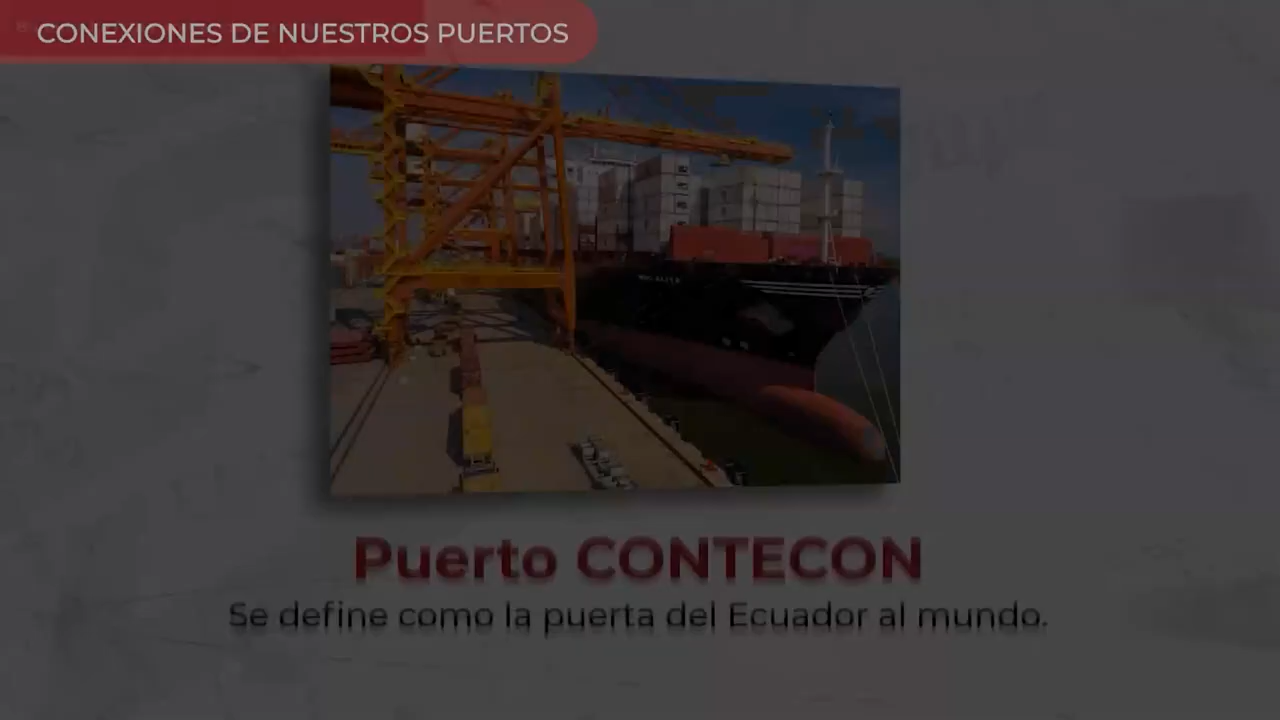 CONEXIONES DE NUESTROS PUERTOS
Puerto CONTECON
Se define como la puerta del Ecuador al mundo.